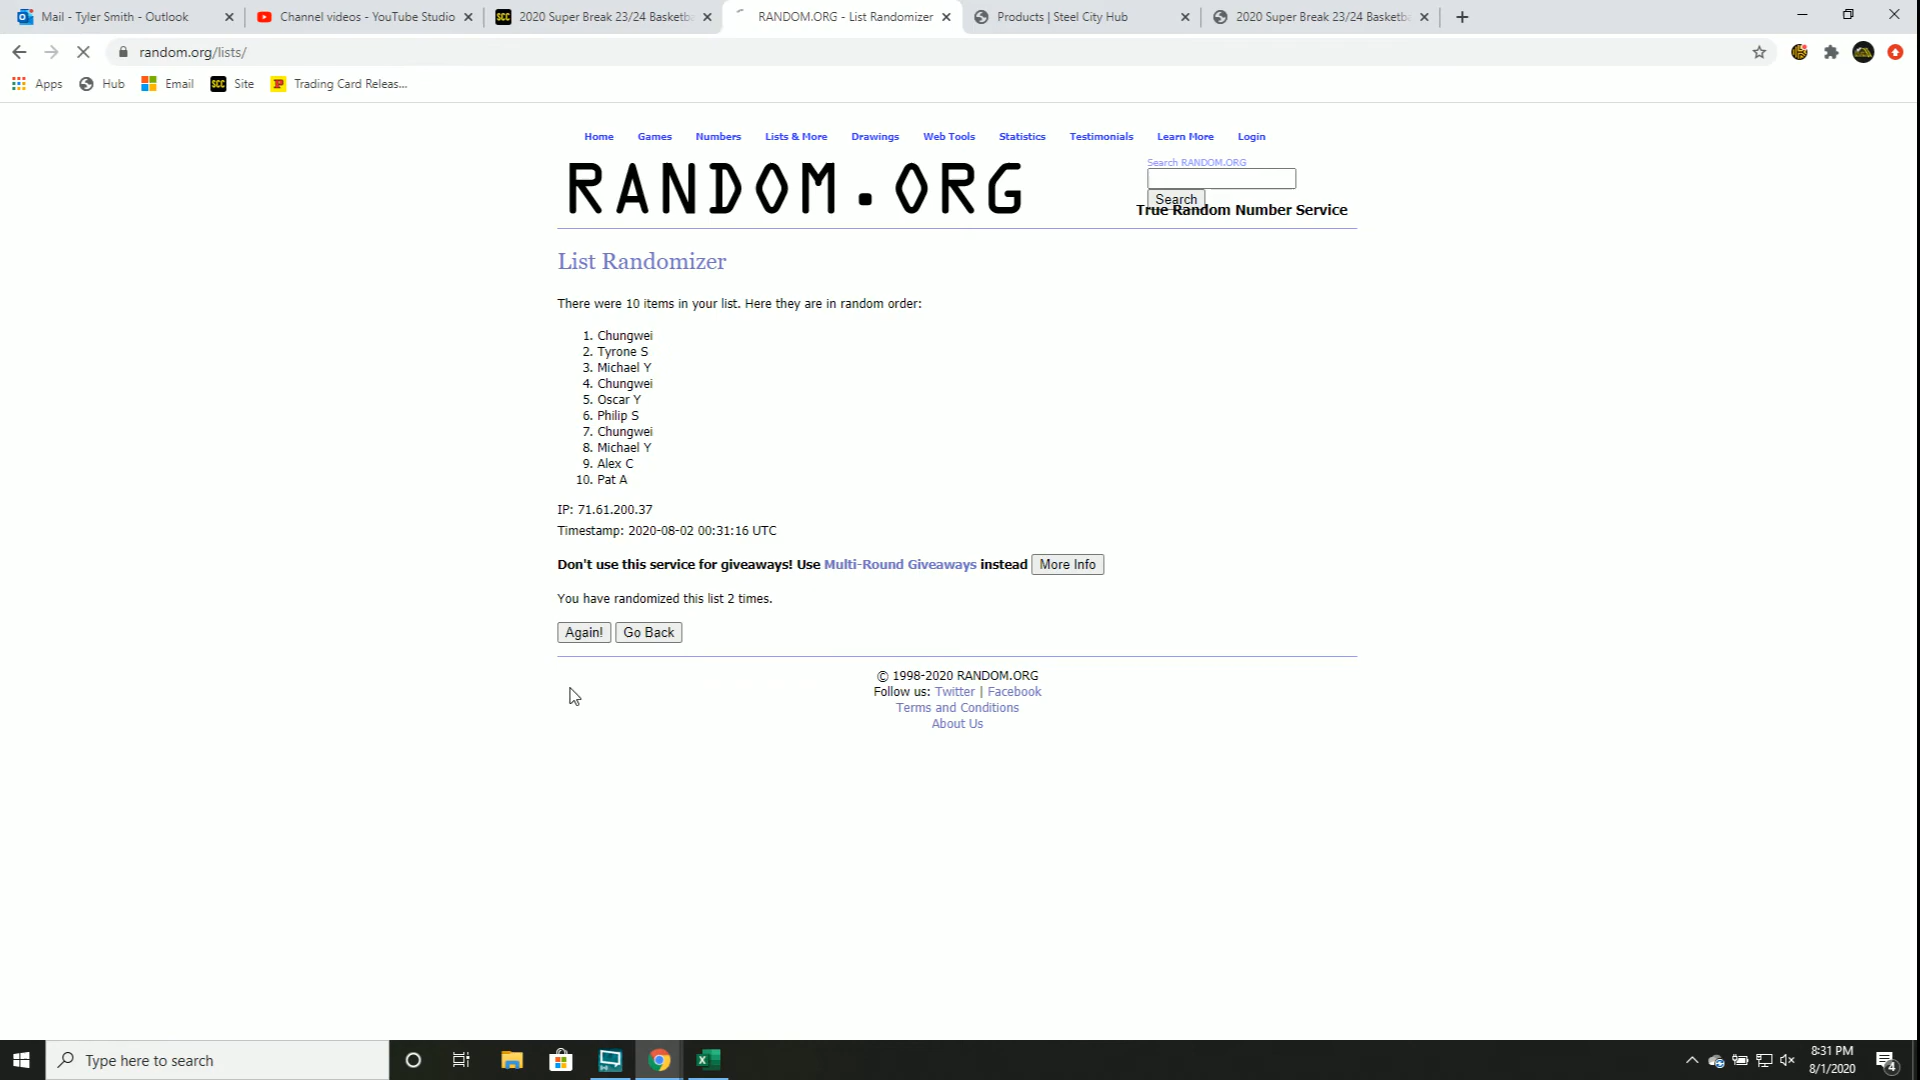 Mail - Tyler Smith - Outlook
Channel videos - YouTube Studio
SCC
2020 Super Break 23/24 Basketb
RANDOM.ORG - List Randomizer
Products | Steel City Hub
2020 Super Break 23/24 Basketb
random.org/lists/
Apps
Hub
Email
SCC
Site
Trading Card Releas...
Home
Games
Numbers
Lists & More
Drawings
Web Tools
Statistics
Testimonials
Learn More
Login
RANDOM.ORG
Search RANDOM.ORG
Search
True Random Number Service
List Randomizer
There were 10 items in your list. Here they are in random order:
1. Chungwei
2. Tyrone S
3. Michael Y
4. Chungwei
5. Oscar Y
6. Philip S
7. Chungwei
8. Michael Y
9. Alex C
10. Pat A
IP: 71.61.200.37
Timestamp: 2020-08-02 00:31:16 UTC
Don't use this service for giveaways! Use Multi-Round Giveaways instead More Info
You have randomized this list 2 times.
Again! Go Back
© 1998-2020 RANDOM.ORG
Follow us: Twitter | Facebook
Terms and Conditions
About Us
Type here to search
8:31 PM
8/1/2020
4